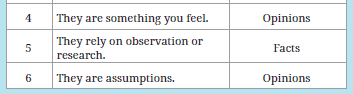 4 They are something you feel. Opinions
5 They rely on observation or research. Facts
6 They are assumptions. Opinions